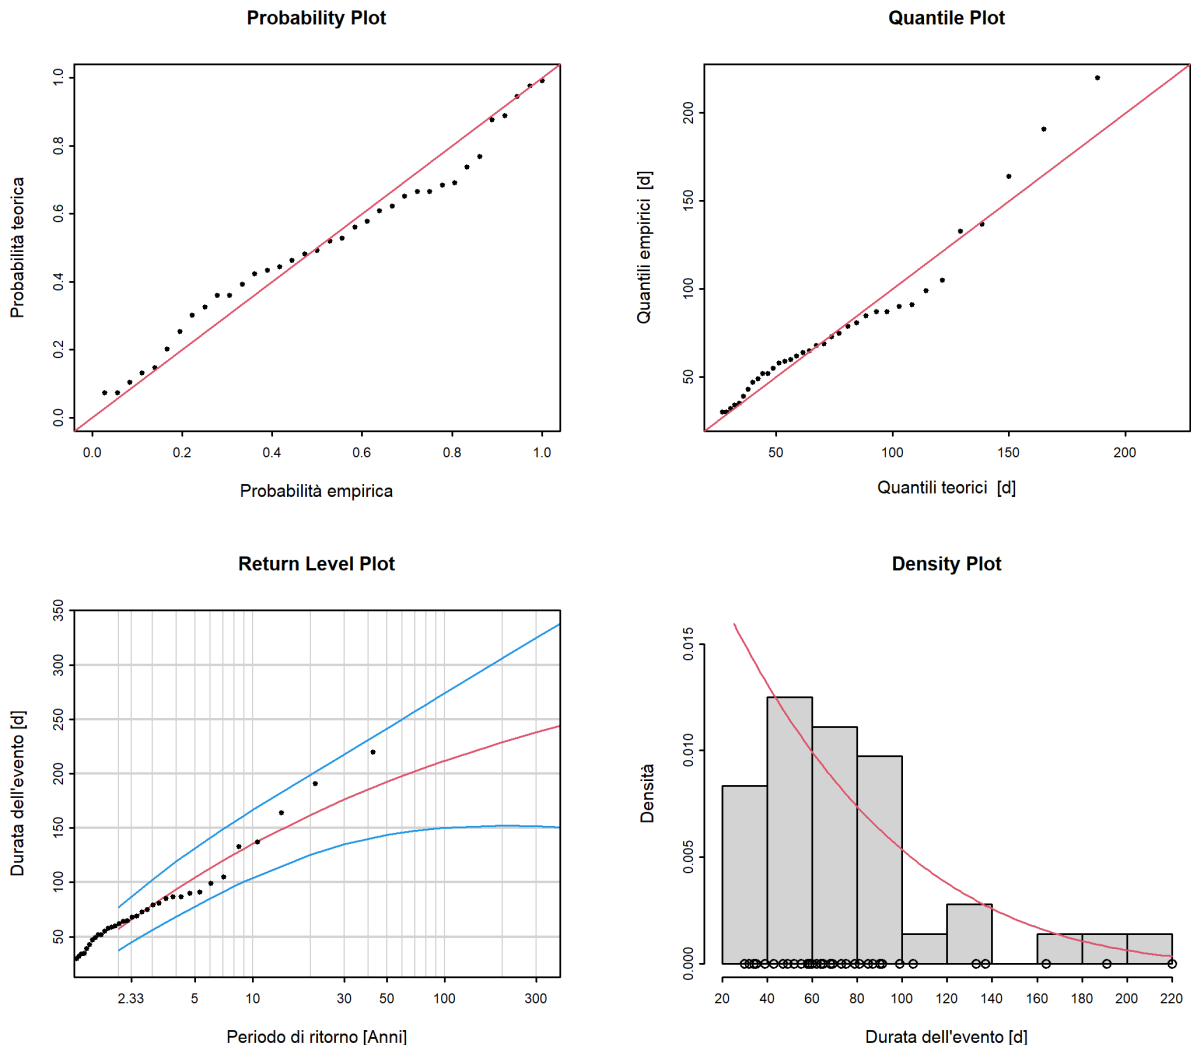 Probability Plot
Probabilità teorica
1.0
0.8
0.6
0.4
0.2
0.0
0.0 0.2 0.4 0.6 0.8 1.0
Probabilità empirica
Quantile Plot
Quantili empirici [d]
200
150
100
50
50 100 150 200
Quantili teorici [d]
Return Level Plot
Durata dell'evento [d]
350
300
250
200
150
100
50
2.33 5 10 30 50 100 300
Periodo di ritorno [Anni]
Density Plot
Densità
0.015
0.010
0.005
0.000
20 40 60 80 100 120 140 160 180 200 220
Durata dell'evento [d]